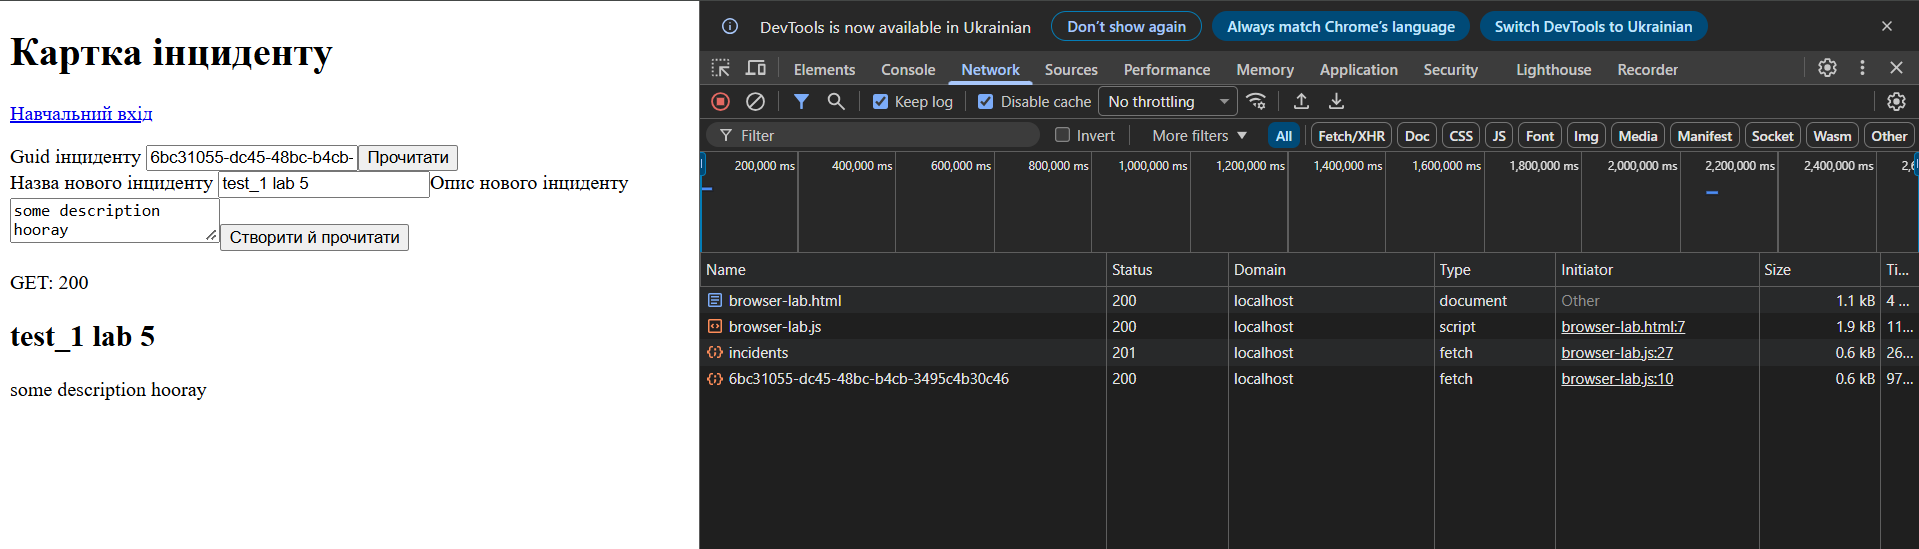 Картка інциденту
Навчальний вхід
Guid інциденту 6bc31055-dc45-48bc-b4cb- Прочитати
Назва нового інциденту test_1 lab 5 Опис нового інциденту
some description
hooray
Створити й прочитати
GET: 200
test_1 lab 5
some description hooray
DevTools is now available in Ukrainian Don't show again Always match Chrome's language Switch DevTools to Ukrainian
Elements Console Network Sources Performance Memory Application Security Lighthouse Recorder
Keep log Disable cache No throttling
Filter Invert More filters All Fetch/XHR Doc CSS JS Font Img Media Manifest Socket Wasm Other
200,000 ms 400,000 ms 600,000 ms 800,000 ms 1,000,000 ms 1,200,000 ms 1,400,000 ms 1,600,000 ms 1,800,000 ms 2,000,000 ms 2,200,000 ms 2,400,000 ms
Name Status Domain Type Initiator Size Ti...
browser-lab.html 200 localhost document Other 1.1 kB 4 ...
browser-lab.js 200 localhost script browser-lab.html:7 1.9 kB 11...
incidents 201 localhost fetch browser-lab.js:27 0.6 kB 26...
6bc31055-dc45-48bc-b4cb-3495c4b30c46 200 localhost fetch browser-lab.js:10 0.6 kB 97...